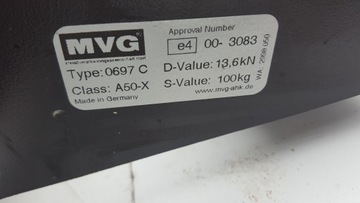 MVG
Approval Number
e4 00- 3083
Type: 0697 C
D-Value: 13,6kN
Class: A50-X
S-Value: 100kg
Made in Germany
www.mvg-ahk.de